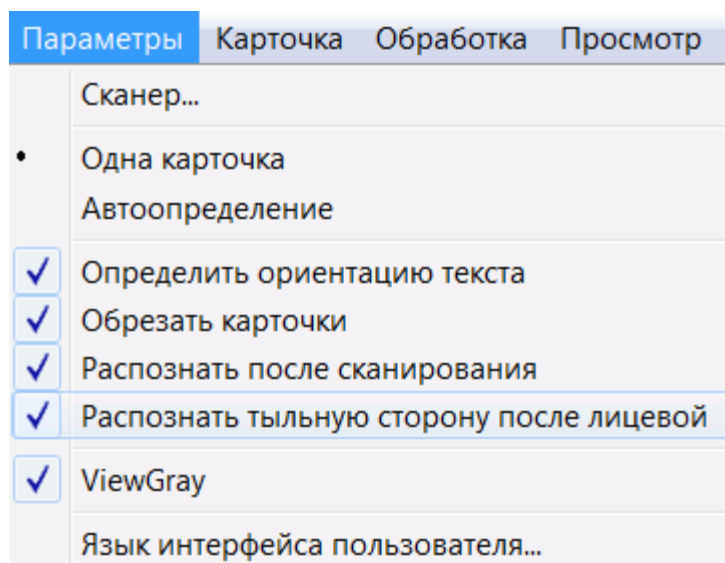 Параметры Карточка Обработка Просмотр
Сканер...
Одна карточка
Автоопределение
Определить ориентацию текста
Обрезать карточки
Распознать после сканирования
Распознать тыльную сторону после лицевой
ViewGray
Язык интерфейса пользователя...